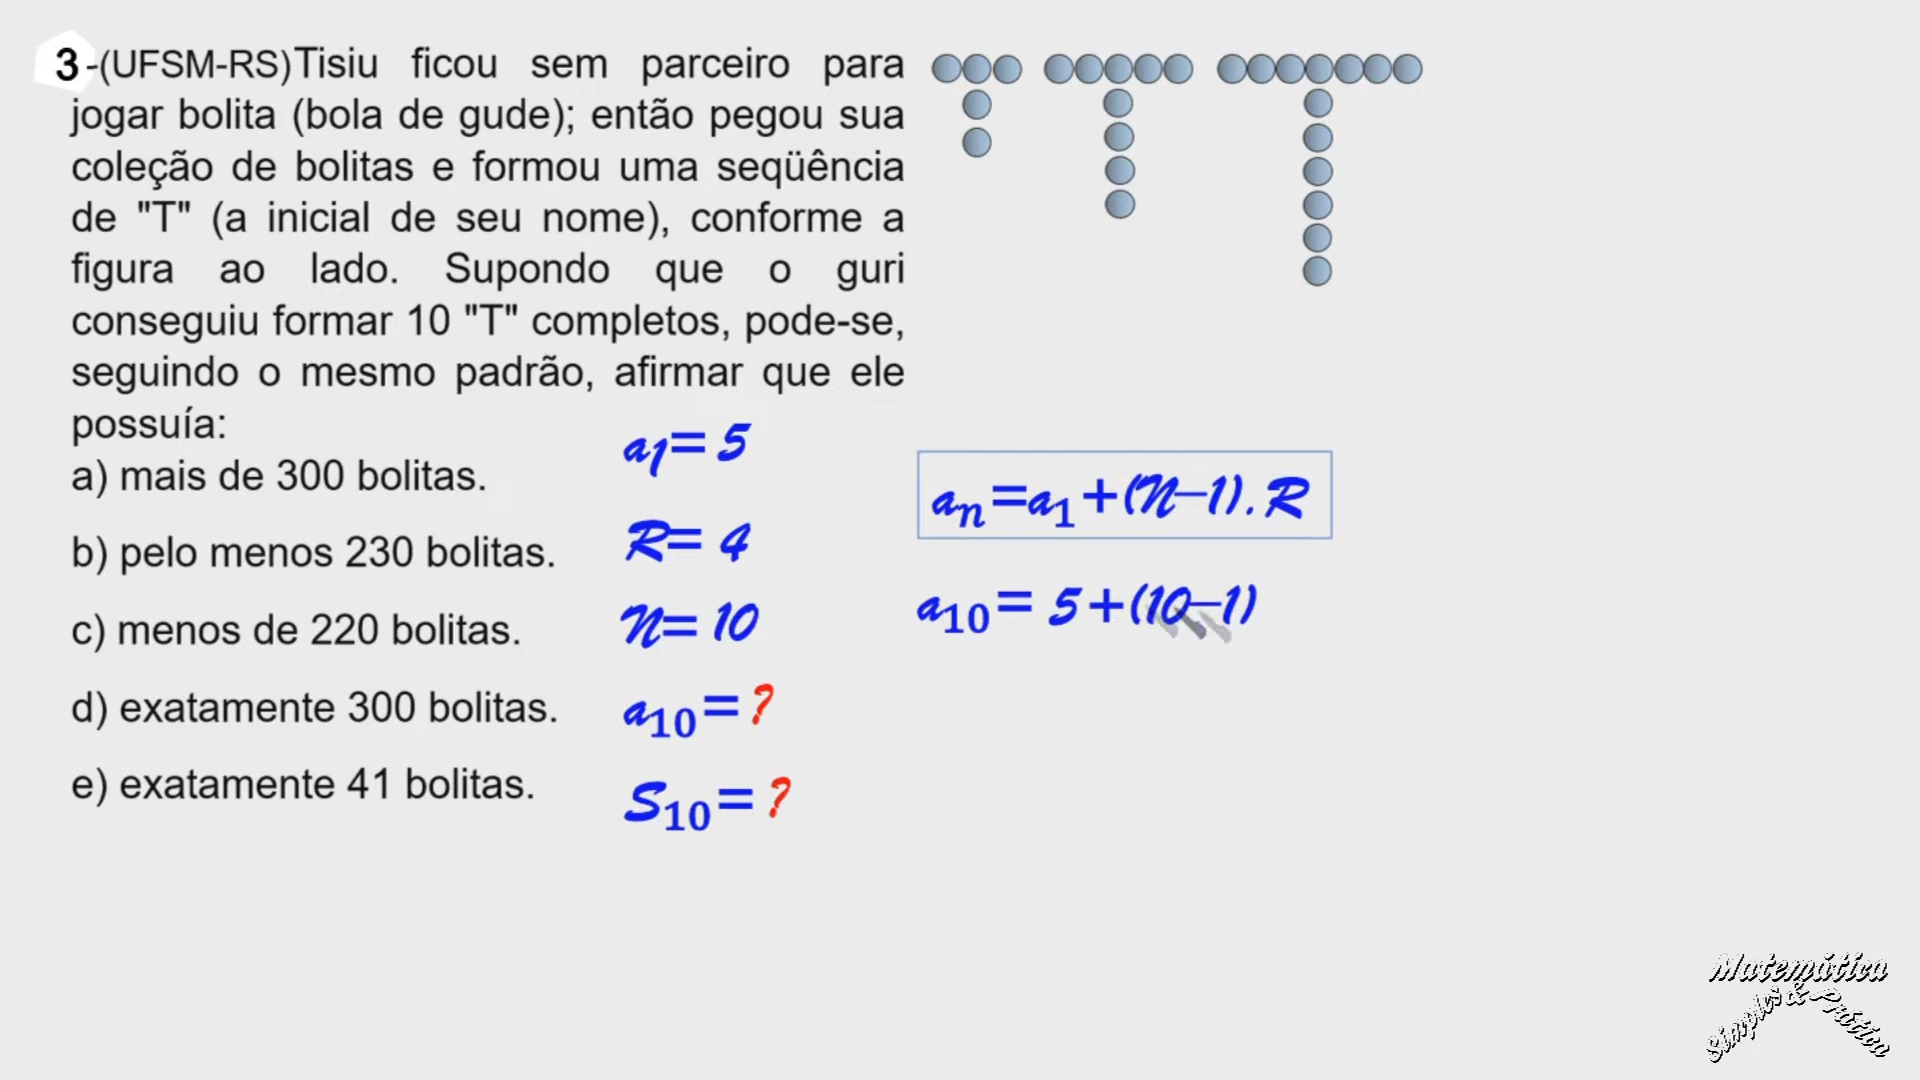 3-(UFSM-RS)Tisiu ficou sem parceiro para
jogar bolita (bola de gude); então pegou sua
coleção de bolitas e formou uma seqüência
de "T" (a inicial de seu nome), conforme a
figura ao lado. Supondo que o guri
conseguiu formar 10 "T" completos, pode-se,
seguindo o mesmo padrão, afirmar que ele
possuía:
a) mais de 300 bolitas.
b) pelo menos 230 bolitas.
c) menos de 220 bolitas.
d) exatamente 300 bolitas.
e) exatamente 41 bolitas.
a1= 5
R= 4
N= 10
a10=?
S10=?
an=a1+(N–1).R
a10= 5+(10–1)
Matemática
Simples & Prática